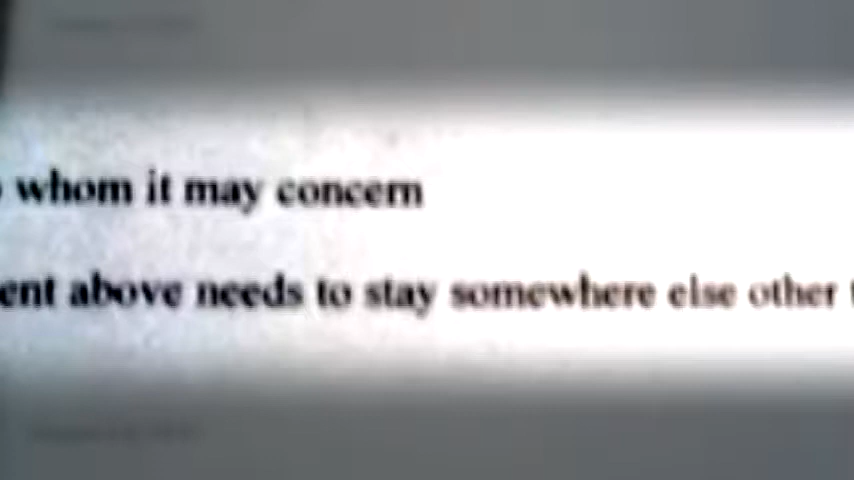 whom it may concern
ent above needs to stay somewhere else other